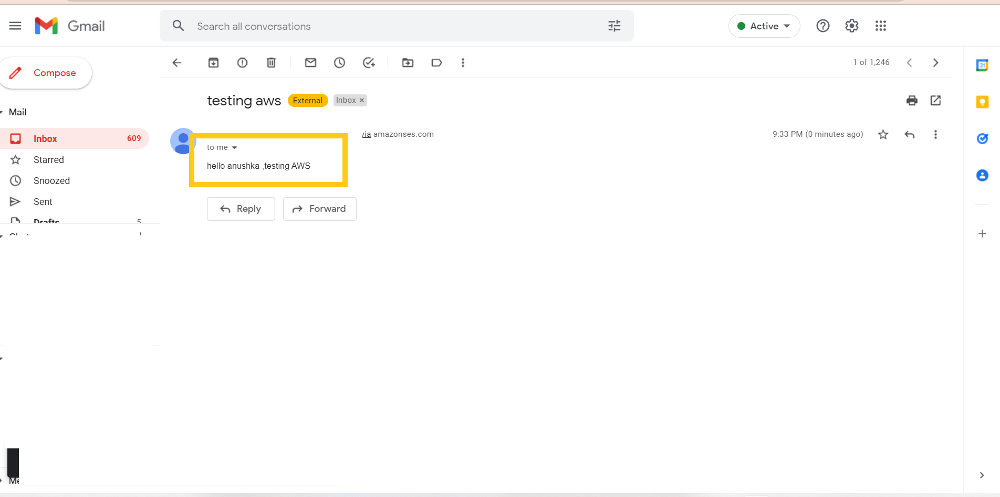 Gmail
Search all conversations
Active
Compose
1 of 1,246
31
testing aws External Inbox ×
Mail
via amazonses.com
9:33 PM (0 minutes ago)
Inbox 609
to me
Starred
hello anushka ,testing AWS
Snoozed
Sent
Reply
Forward
Drafts 5